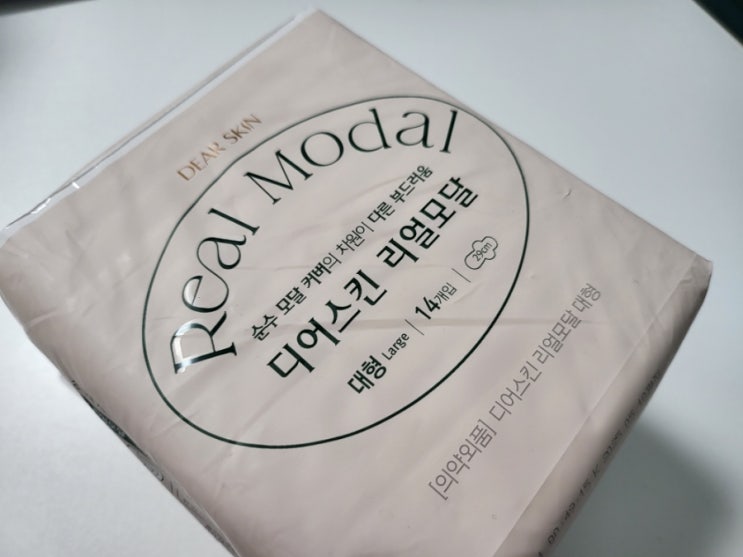 DEAR SKIN
Real Modal
순수 모달 커버의 차원이 다른 부드러움
디어스킨 리얼모달
대형 Large | 14개입 | 29cm
[의약외품] 디어스킨 리얼모달 대형